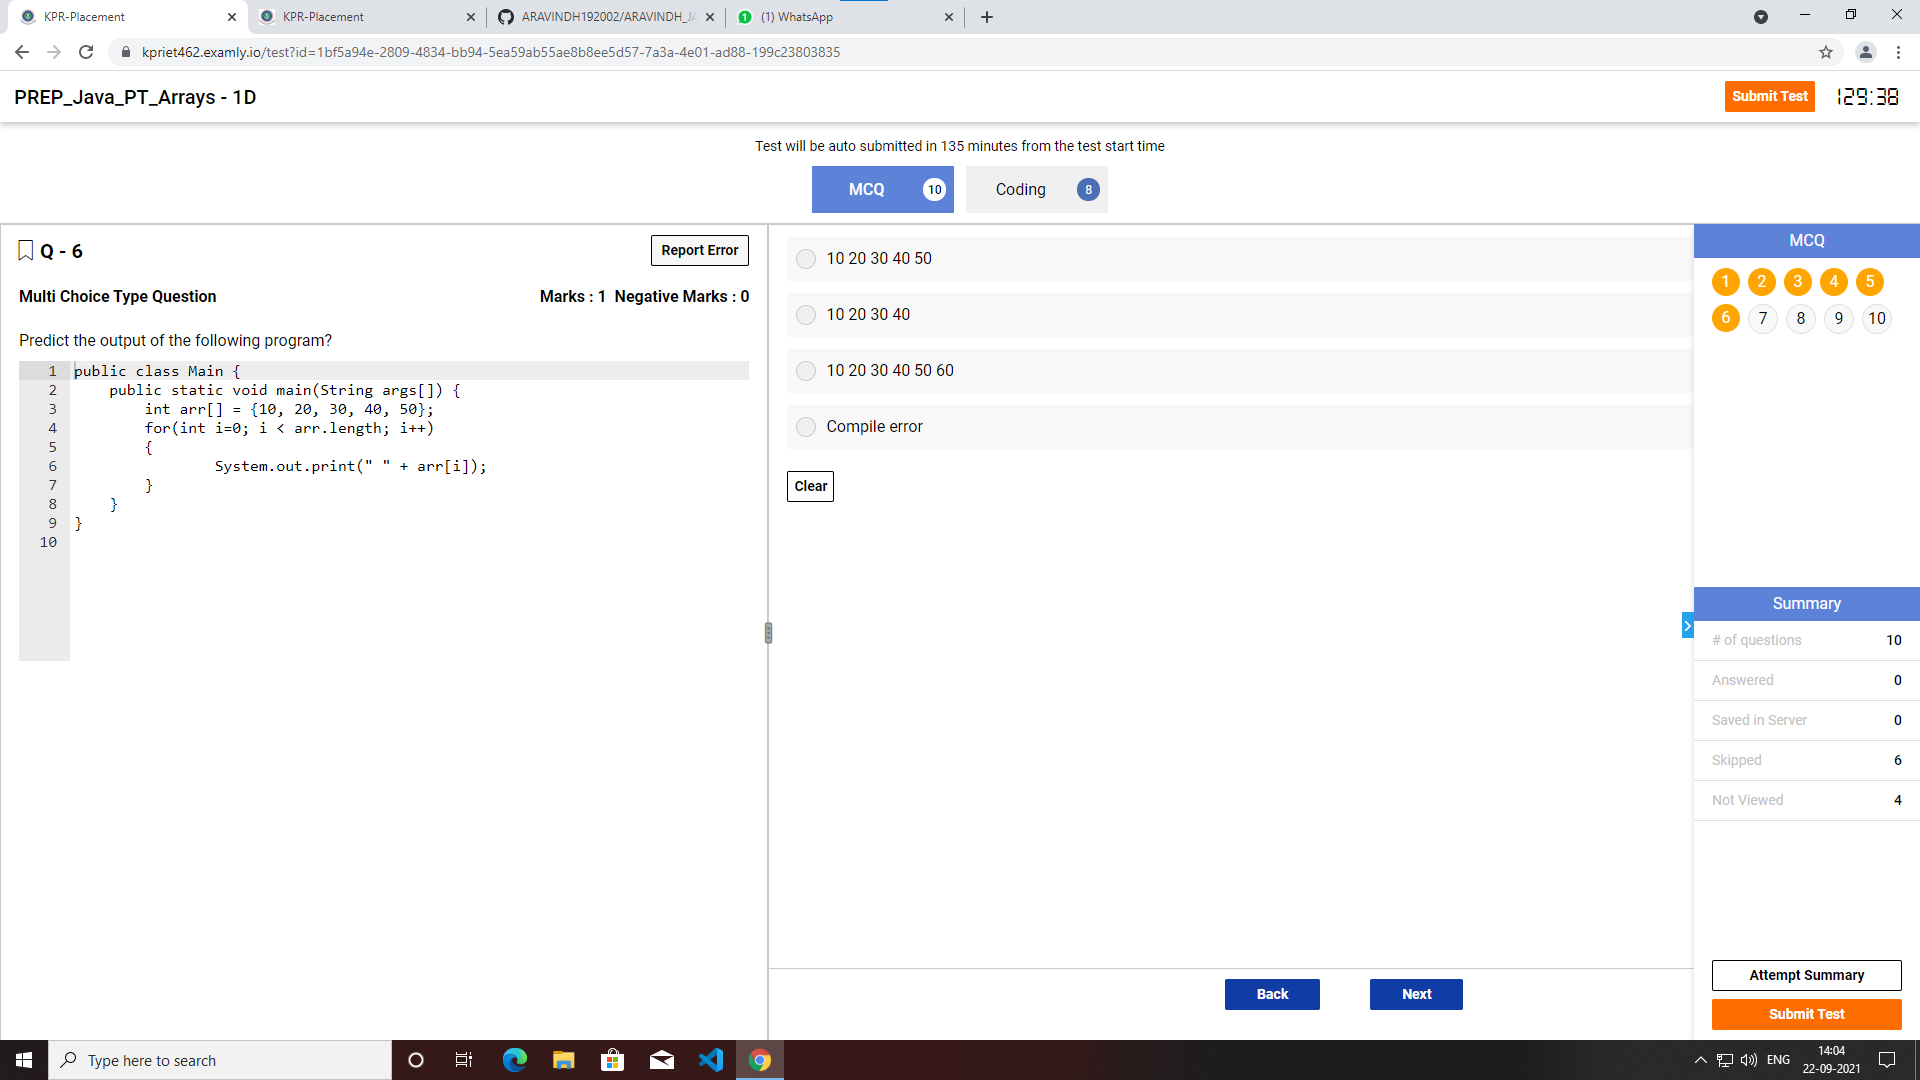 KPR-Placement
KPR-Placement
ARAVINDH192002/ARAVINDH_JA
(1) WhatsApp
kpriet462.examly.io/test?id=1bf5a94e-2809-4834-bb94-5ea59ab55ae8b8ee5d57-7a3a-4e01-ad88-199c23803835
PREP_Java_PT_Arrays - 1D
Submit Test
129:38
Test will be auto submitted in 135 minutes from the test start time
MCQ 10
Coding 8
Q - 6
Report Error
Multi Choice Type Question
Marks : 1 Negative Marks : 0
Predict the output of the following program?
1 public class Main {
2 public static void main(String args[]) {
3 int arr[] = {10, 20, 30, 40, 50};
4 for(int i=0; i < arr.length; i++)
5 {
6 System.out.print(" " + arr[i]);
7 }
8 }
9 }
10
10 20 30 40 50
10 20 30 40
10 20 30 40 50 60
Compile error
Clear
Back
Next
MCQ
1 2 3 4 5
6 7 8 9 10
Summary
# of questions 10
Answered 0
Saved in Server 0
Skipped 6
Not Viewed 4
Attempt Summary
Submit Test
Type here to search
ENG
14:04
22-09-2021